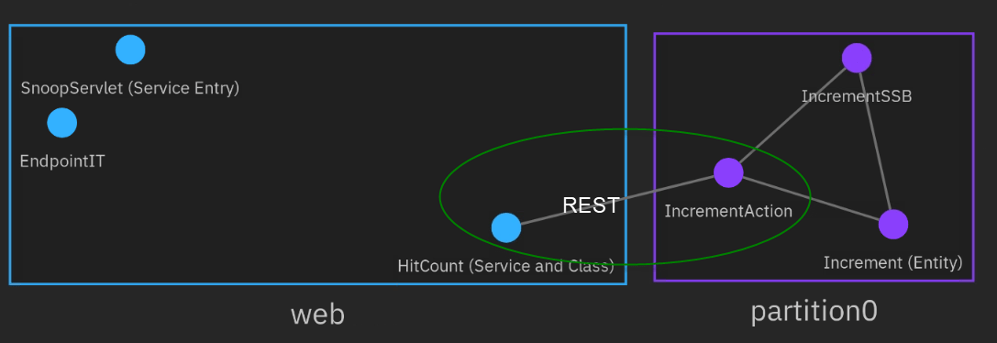 SnoopServlet (Service Entry)
EndpointIT
IncrementSSB
REST
IncrementAction
HitCount (Service and Class)
Increment (Entity)
web
partition0